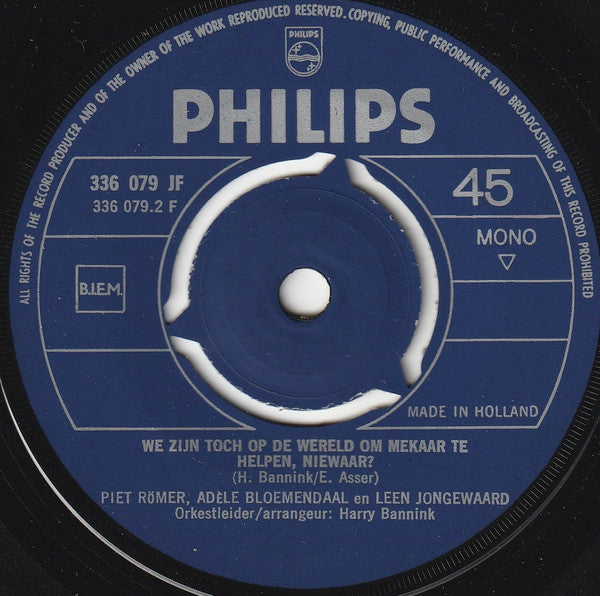 ALL RIGHTS OF THE RECORD PRODUCER AND OF THE OWNER OF THE WORK REPRODUCED RESERVED. COPYING, PUBLIC PERFORMANCE AND BROADCASTING OF THIS RECORD PROHIBITED
PHILIPS
PHILIPS
336 079 JF
336 079.2 F
45
MONO
B.I.E.M.
MADE IN HOLLAND
WE ZIJN TOCH OP DE WERELD OM MEKAAR TE
HELPEN, NIEWAAR?
(H. Bannink/E. Asser)
PIET RöMER, ADÈLE BLOEMENDAAL en LEEN JONGEWAARD
Orkestleider/arrangeur: Harry Bannink